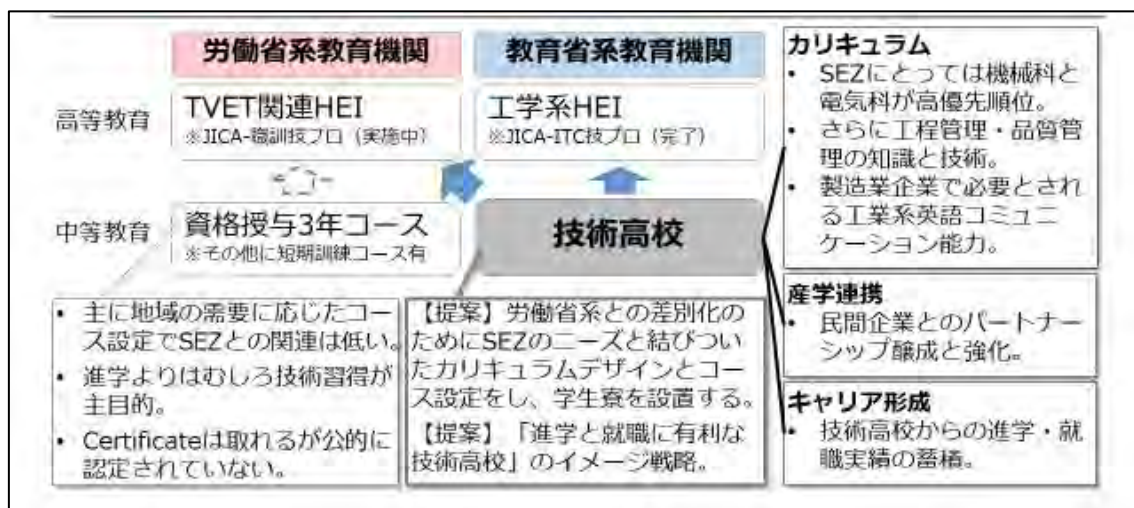 労働省系教育機関
教育省系教育機関
高等教育
TVET関連HEI
※JICA-職訓技プロ（実施中）
工学系HEI
※JICA-ITC技プロ（完了）
中等教育
資格授与3年コース
※その他に短期訓練コース有
技術高校
• 主に地域の需要に応じたコー
ス設定でSEZとの関連は低い。
• 進学よりはむしろ技術習得が
主目的。
• Certificateは取れるが公的に
認定されていない。
【提案】労働省系との差別化の
ためにSEZのニーズと結びつい
たカリキュラムデザインとコー
ス設定をし、学生寮を設置する。
【提案】「進学と就職に有利な
技術高校」のイメージ戦略。
カリキュラム
• SEZにとっては機械科と
電気科が高優先順位。
• さらに工程管理・品質管
理の知識と技術。
• 製造業企業で必要とされ
る工業系英語コミュニ
ケーション能力。
産学連携
• 民間企業とのパートナー
シップ醸成と強化。
キャリア形成
• 技術高校からの進学・就
職実績の蓄積。